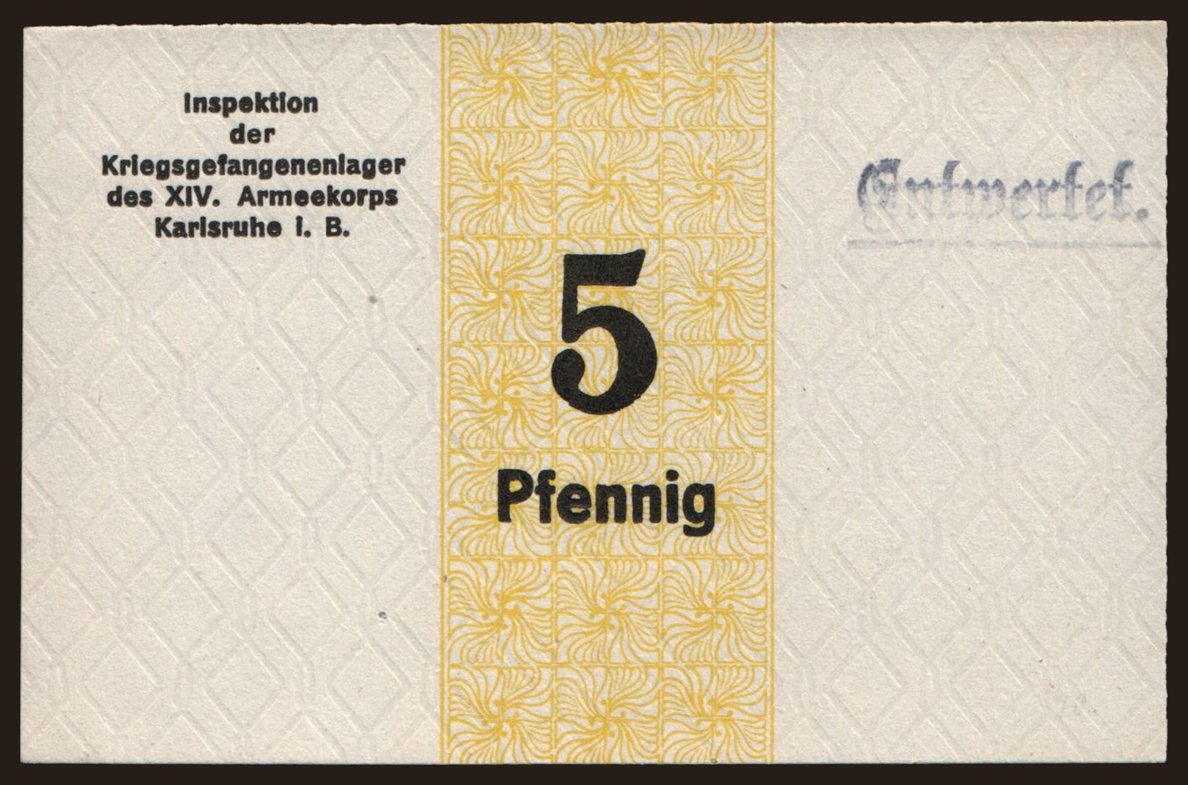 Inspektion
der
Kriegsgefangenenlager
des XIV. Armeekorps
Karlsruhe i. B.
Entwertet.
5
Pfennig